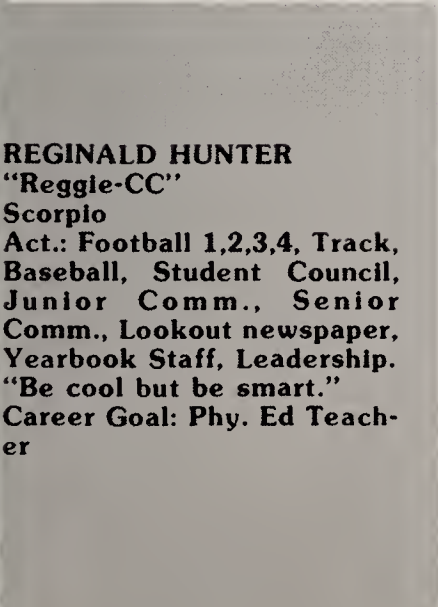 REGINALD HUNTER
"Reggie-CC"
Scorpio
Act.: Football 1,2,3,4, Track,
Baseball, Student Council,
Junior Comm., Senior
Comm., Lookout newspaper,
Yearbook Staff, Leadership.
"Be cool but be smart."
Career Goal: Phy. Ed Teach-
er